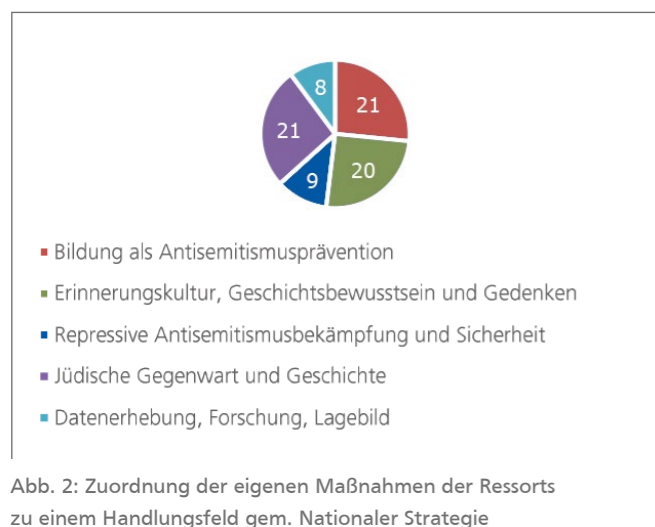 8
21
21
20
9
Bildung als Antisemitismusprävention
Erinnerungskultur, Geschichtsbewusstsein und Gedenken
Repressive Antisemitismusbekämpfung und Sicherheit
Jüdische Gegenwart und Geschichte
Datenerhebung, Forschung, Lagebild
Abb. 2: Zuordnung der eigenen Maßnahmen der Ressorts
zu einem Handlungsfeld gem. Nationaler Strategie